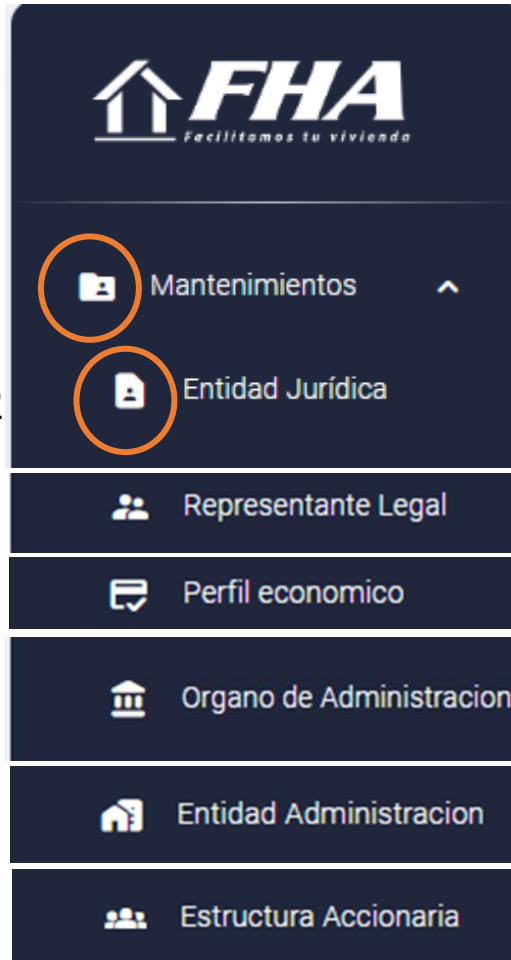 FHA
Facilitamos tu vivienda
Mantenimientos
Entidad Jurídica
Representante Legal
Perfil economico
Organo de Administracion
Entidad Administracion
Estructura Accionaria